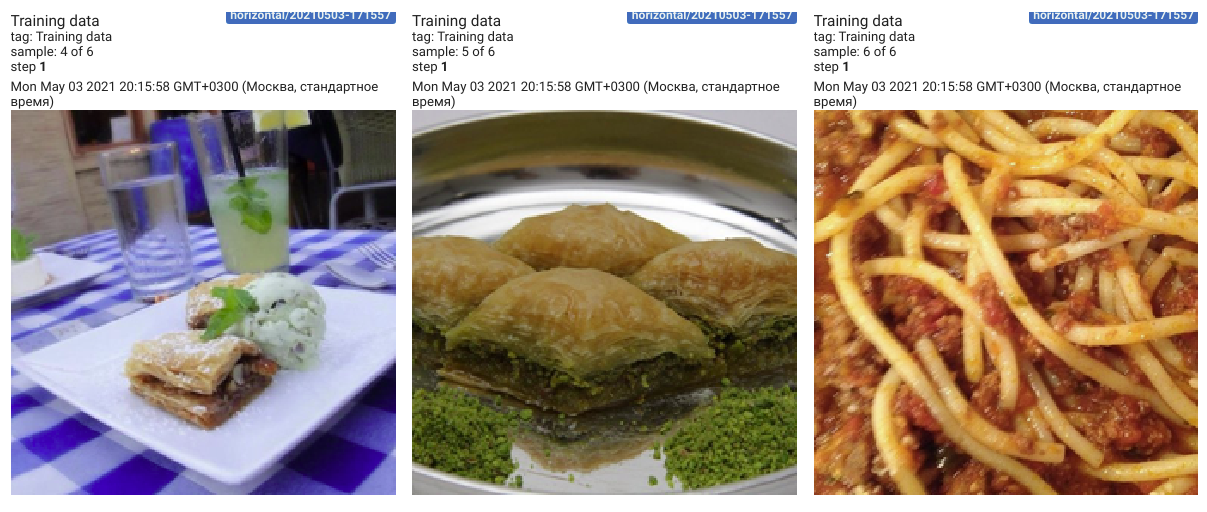 Training data
horizontal/20210503-171557
tag: Training data
sample: 4 of 6
step 1
Mon May 03 2021 20:15:58 GMT+0300 (Москва, стандартное
время)
Training data
horizontal/20210503-171557
tag: Training data
sample: 5 of 6
step 1
Mon May 03 2021 20:15:58 GMT+0300 (Москва, стандартное
время)
Training data
horizontal/20210503-171557
tag: Training data
sample: 6 of 6
step 1
Mon May 03 2021 20:15:58 GMT+0300 (Москва, стандартное
время)